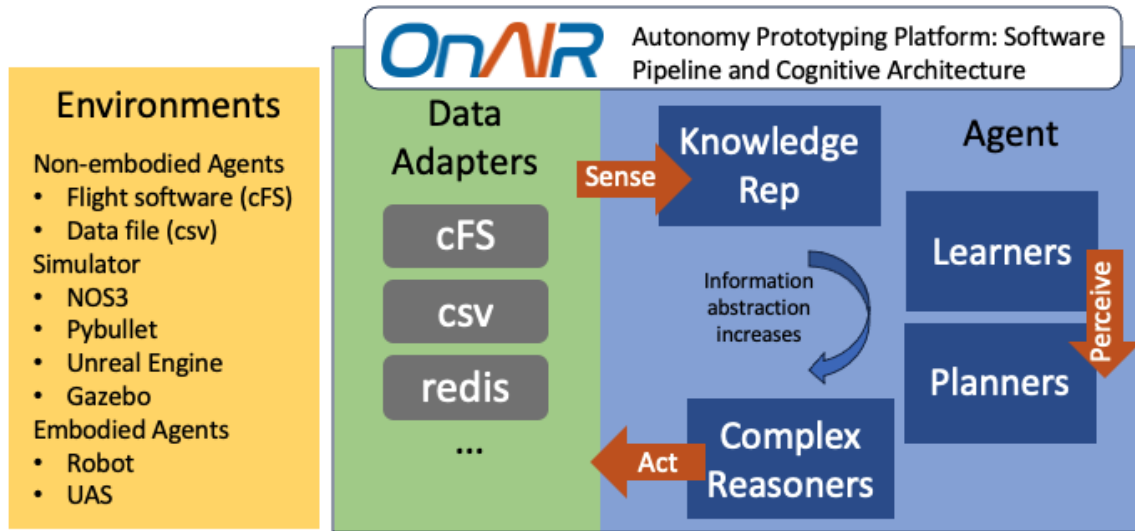 OnAIR
Autonomy Prototyping Platform: Software
Pipeline and Cognitive Architecture
Environments
Non-embodied Agents
• Flight software (cFS)
• Data file (csv)
Simulator
• NOS3
• Pybullet
• Unreal Engine
• Gazebo
Embodied Agents
• Robot
• UAS
Data
Adapters
cFS
csv
redis
...
Sense
Knowledge
Rep
Agent
Learners
Perceive
Planners
Information
abstraction
increases
Complex
Reasoners
Act